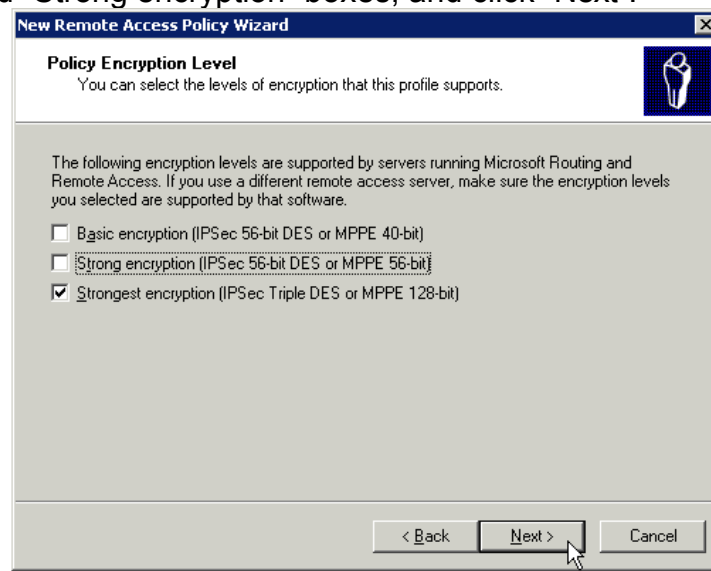 Strong encryption" boxes, and click "Next".
New Remote Access Policy Wizard
Policy Encryption Level
You can select the levels of encryption that this profile supports.
The following encryption levels are supported by servers running Microsoft Routing and
Remote Access. If you use a different remote access server, make sure the encryption levels
you selected are supported by that software.
Basic encryption (IPSec 56-bit DES or MPPE 40-bit)
Strong encryption (IPSec 56-bit DES or MPPE 56-bit)
Strongest encryption (IPSec Triple DES or MPPE 128-bit)
< Back Next > Cancel